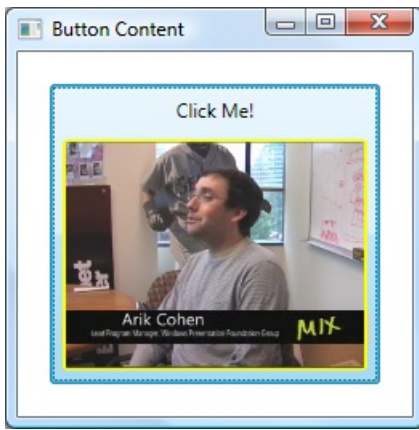 Button Content
Click Me!
Arik Cohen
Lead Program Manager, Windows Presentation Foundation Group
MIX